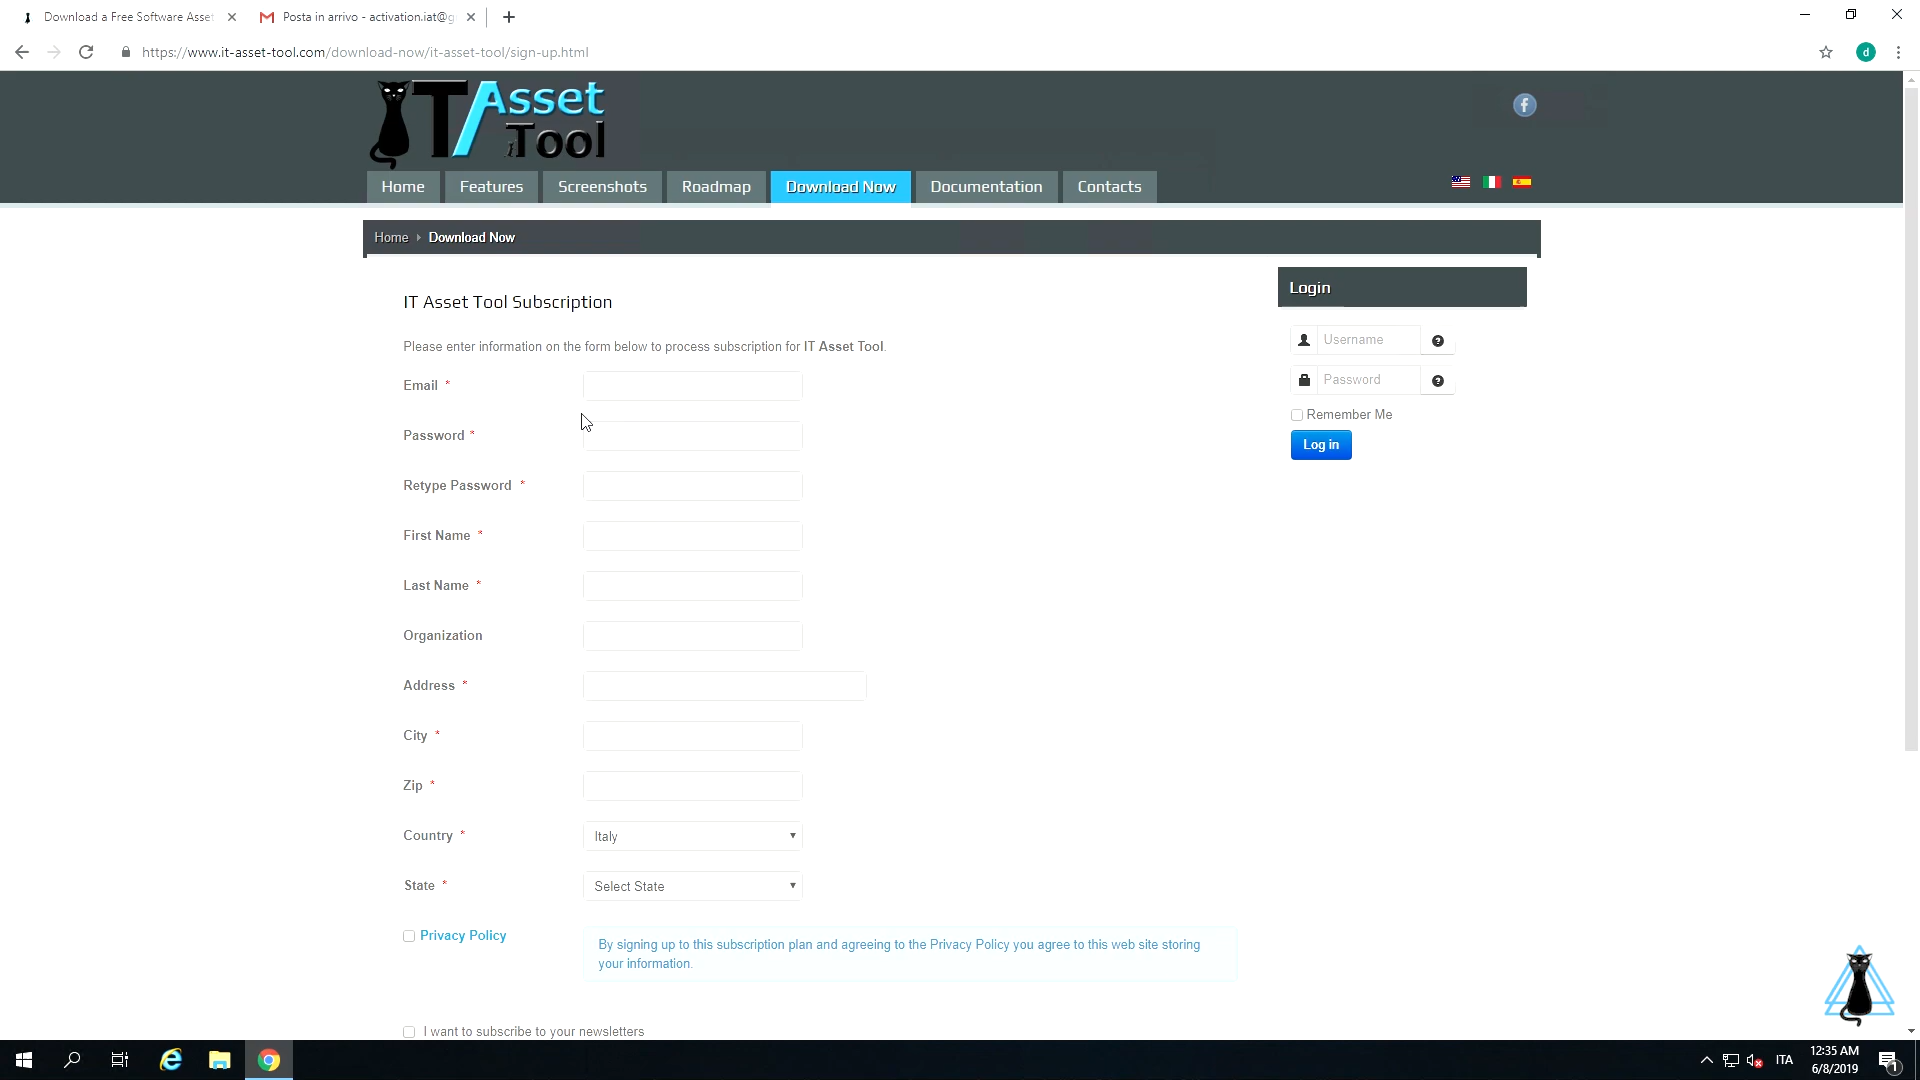 Download a Free Software Asset
Posta in arrivo - activation.iat@g
https://www.it-asset-tool.com/download-now/it-asset-tool/sign-up.html
d
IT Asset Tool
Home
Features
Screenshots
Roadmap
Download Now
Documentation
Contacts
Home
Download Now
Login
IT Asset Tool Subscription
Username
Please enter information on the form below to process subscription for IT Asset Tool.
Email *
Password
Remember Me
Password *
Log in
Retype Password *
First Name *
Last Name *
Organization
Address *
City *
Zip *
Country *
Italy
State *
Select State
Privacy Policy
By signing up to this subscription plan and agreeing to the Privacy Policy you agree to this web site storing
your information.
I want to subscribe to your newsletters
ITA
12:35 AM
6/8/2019
1